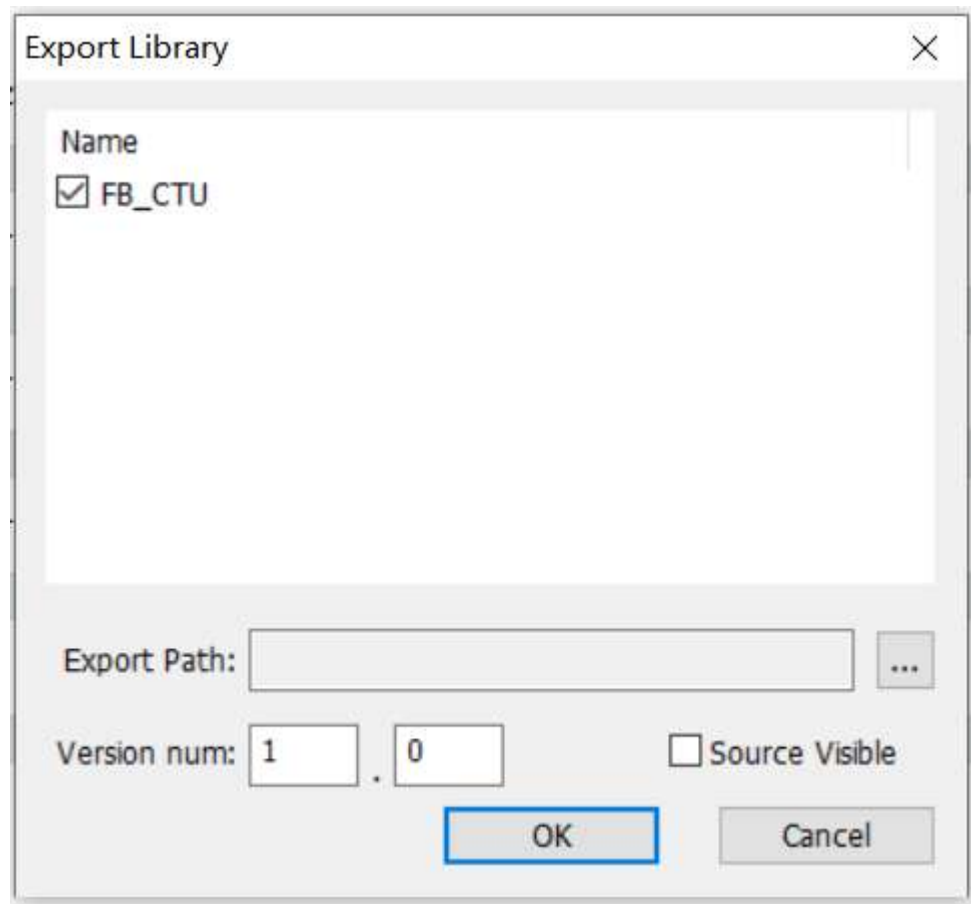 Export Library
Name
FB_CTU
Export Path:
...
Version num: 1 . 0
Source Visible
OK
Cancel